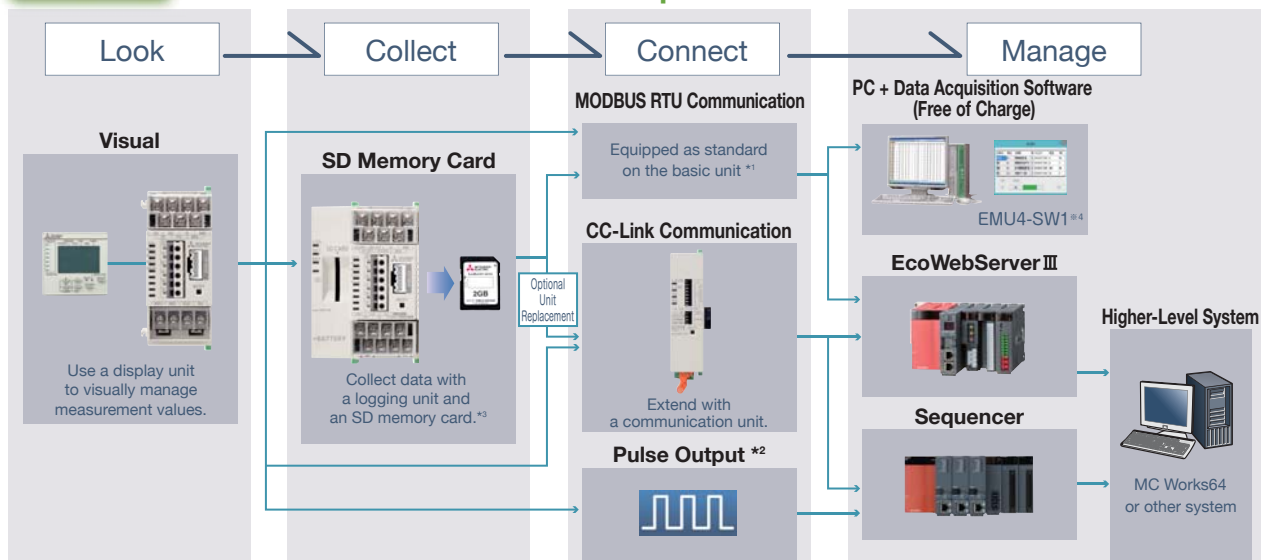 Look
Collect
Connect
Manage
Visual
Use a display unit
to visually manage
measurement values.
SD Memory Card
2GB
Collect data with
a logging unit and
an SD memory card.*3
Optional
Unit
Replacement
MODBUS RTU Communication
Equipped as standard
on the basic unit *1
CC-Link Communication
Extend with
a communication unit.
Pulse Output *2
PC + Data Acquisition Software
(Free of Charge)
EMU4-SW1※4
EcoWebServerⅢ
Sequencer
Higher-Level System
MC Works64
or other system